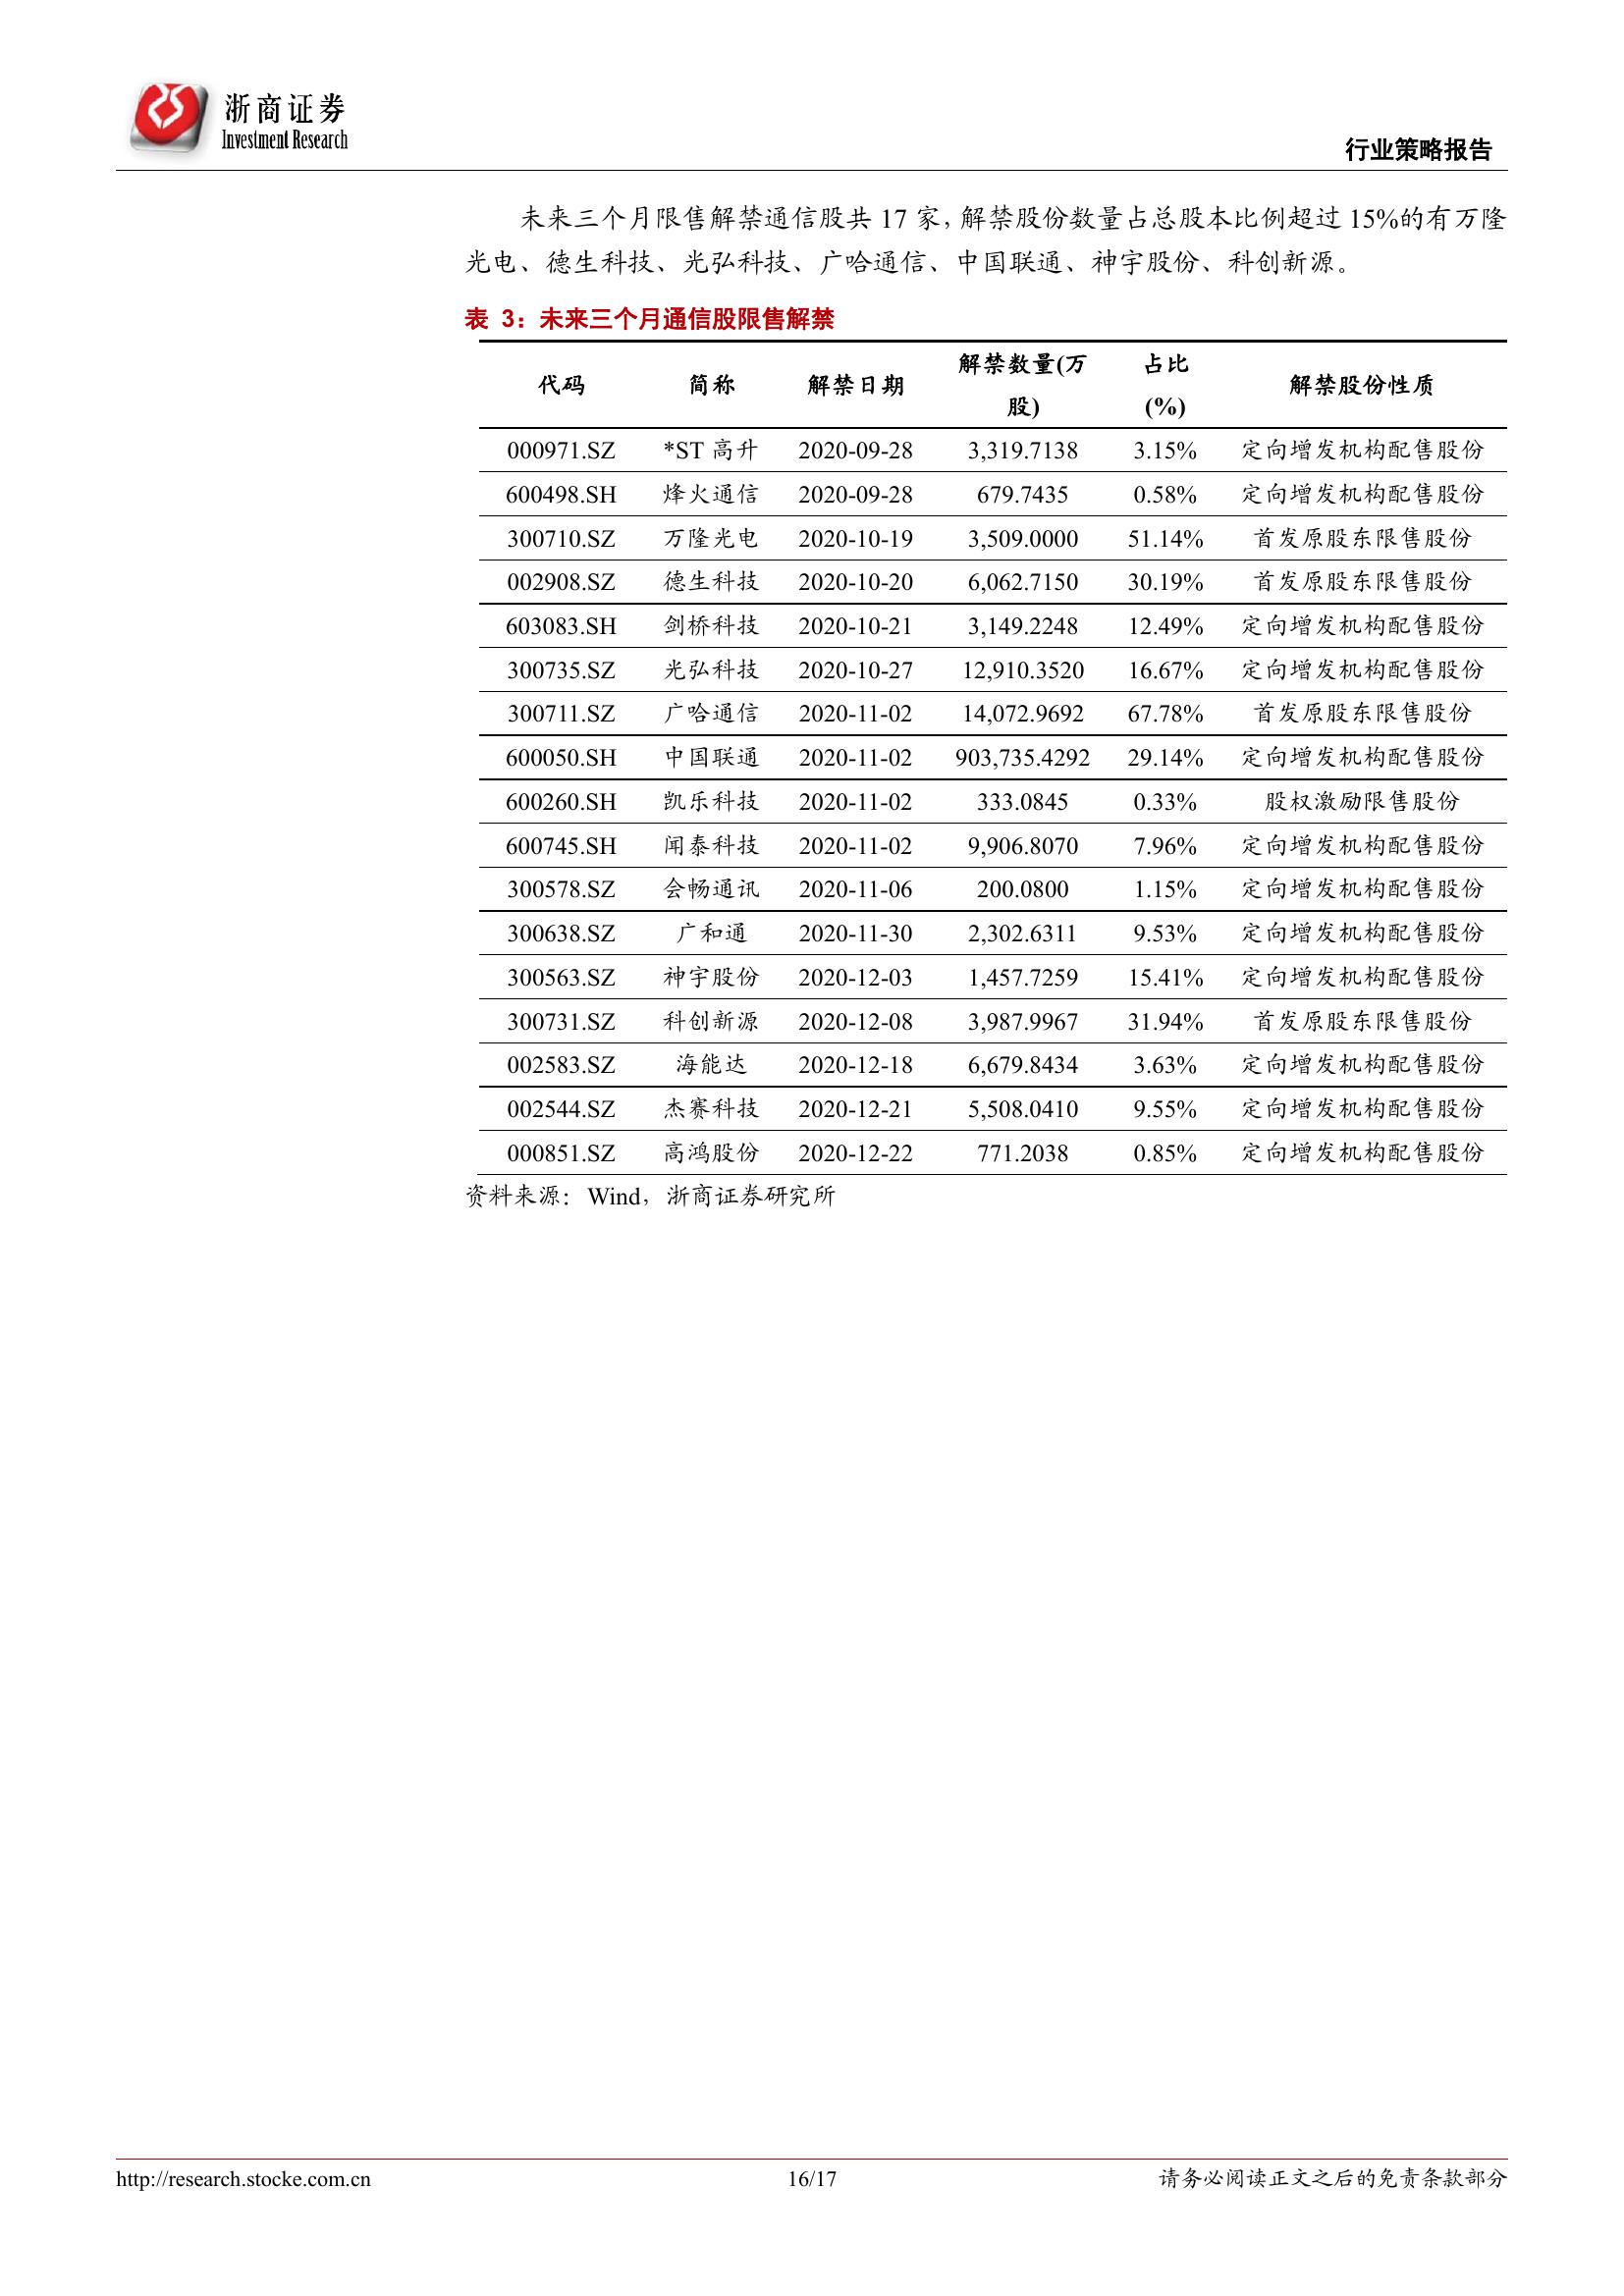 浙商证券
Investment Research
行业策略报告
未来三个月限售解禁通信股共 17 家，解禁股份数量占总股本比例超过 15%的有万隆
光电、德生科技、光弘科技、广哈通信、中国联通、神宇股份、科创新源。
表 3：未来三个月通信股限售解禁
代码 简称 解禁日期 解禁数量(万股) 占比(%) 解禁股份性质
000971.SZ *ST 高升 2020-09-28 3,319.7138 3.15% 定向增发机构配售股份
600498.SH 烽火通信 2020-09-28 679.7435 0.58% 定向增发机构配售股份
300710.SZ 万隆光电 2020-10-19 3,509.0000 51.14% 首发原股东限售股份
002908.SZ 德生科技 2020-10-20 6,062.7150 30.19% 首发原股东限售股份
603083.SH 剑桥科技 2020-10-21 3,149.2248 12.49% 定向增发机构配售股份
300735.SZ 光弘科技 2020-10-27 12,910.3520 16.67% 定向增发机构配售股份
300711.SZ 广哈通信 2020-11-02 14,072.9692 67.78% 首发原股东限售股份
600050.SH 中国联通 2020-11-02 903,735.4292 29.14% 定向增发机构配售股份
600260.SH 凯乐科技 2020-11-02 333.0845 0.33% 股权激励限售股份
600745.SH 闻泰科技 2020-11-02 9,906.8070 7.96% 定向增发机构配售股份
300578.SZ 会畅通讯 2020-11-06 200.0800 1.15% 定向增发机构配售股份
300638.SZ 广和通 2020-11-30 2,302.6311 9.53% 定向增发机构配售股份
300563.SZ 神宇股份 2020-12-03 1,457.7259 15.41% 定向增发机构配售股份
300731.SZ 科创新源 2020-12-08 3,987.9967 31.94% 首发原股东限售股份
002583.SZ 海能达 2020-12-18 6,679.8434 3.63% 定向增发机构配售股份
002544.SZ 杰赛科技 2020-12-21 5,508.0410 9.55% 定向增发机构配售股份
000851.SZ 高鸿股份 2020-12-22 771.2038 0.85% 定向增发机构配售股份
资料来源：Wind，浙商证券研究所
http://research.stocke.com.cn 16/17 请务必阅读正文之后的免责条款部分